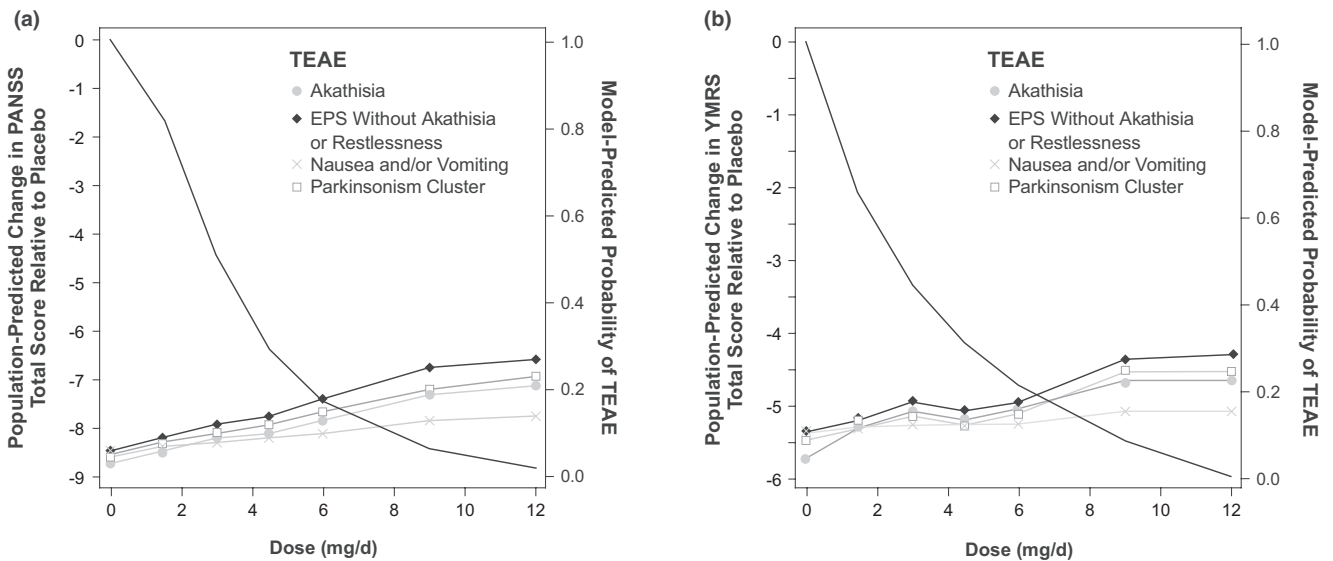 (a)
Population-Predicted Change in PANSS
Total Score Relative to Placebo
0
-1
-2
-3
-4
-5
-6
-7
-8
-9
TEAE
Akathisia
EPS Without Akathisia
or Restlessness
Nausea and/or Vomiting
Parkinsonism Cluster
1.0
0.8
0.6
0.4
0.2
0.0
Model-Predicted Probability of TEAE
0 2 4 6 8 10 12
Dose (mg/d)
(b)
Population-Predicted Change in YMRS
Total Score Relative to Placebo
0
-1
-2
-3
-4
-5
-6
TEAE
Akathisia
EPS Without Akathisia
or Restlessness
Nausea and/or Vomiting
Parkinsonism Cluster
1.0
0.8
0.6
0.4
0.2
0.0
Model-Predicted Probability of TEAE
0 2 4 6 8 10 12
Dose (mg/d)